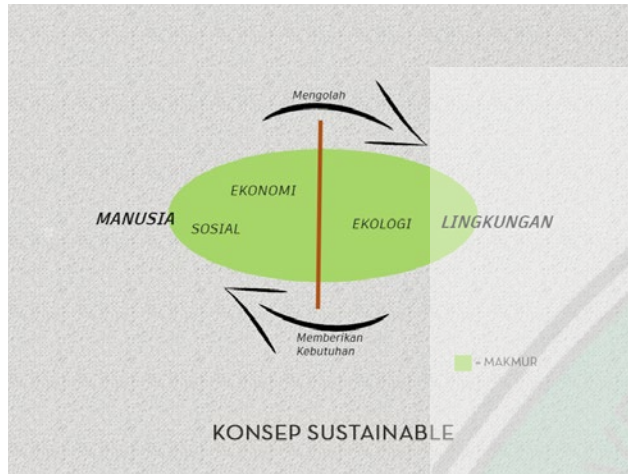 Mengolah
EKONOMI
MANUSIA
SOSIAL
EKOLOGI
LINGKUNGAN
Memberikan
Kebutuhan
= MAKMUR
KONSEP SUSTAINABLE